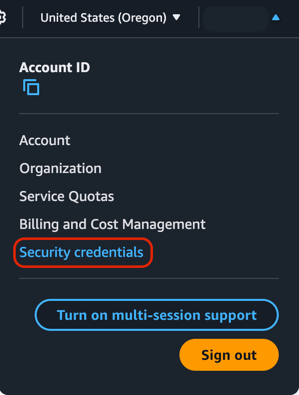 United States (Oregon)
Account ID
Account
Organization
Service Quotas
Billing and Cost Management
Security credentials
Turn on multi-session support
Sign out